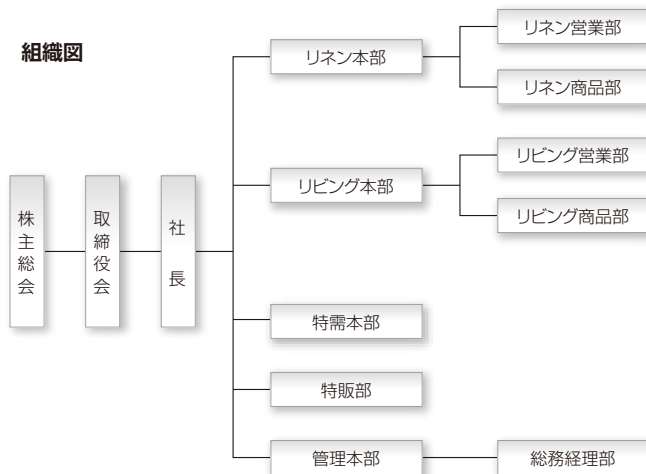 組織図
株主総会
取締役会
社長
リネン本部
リネン営業部
リネン商品部
リビング本部
リビング営業部
リビング商品部
特需本部
特販部
管理本部
総務経理部